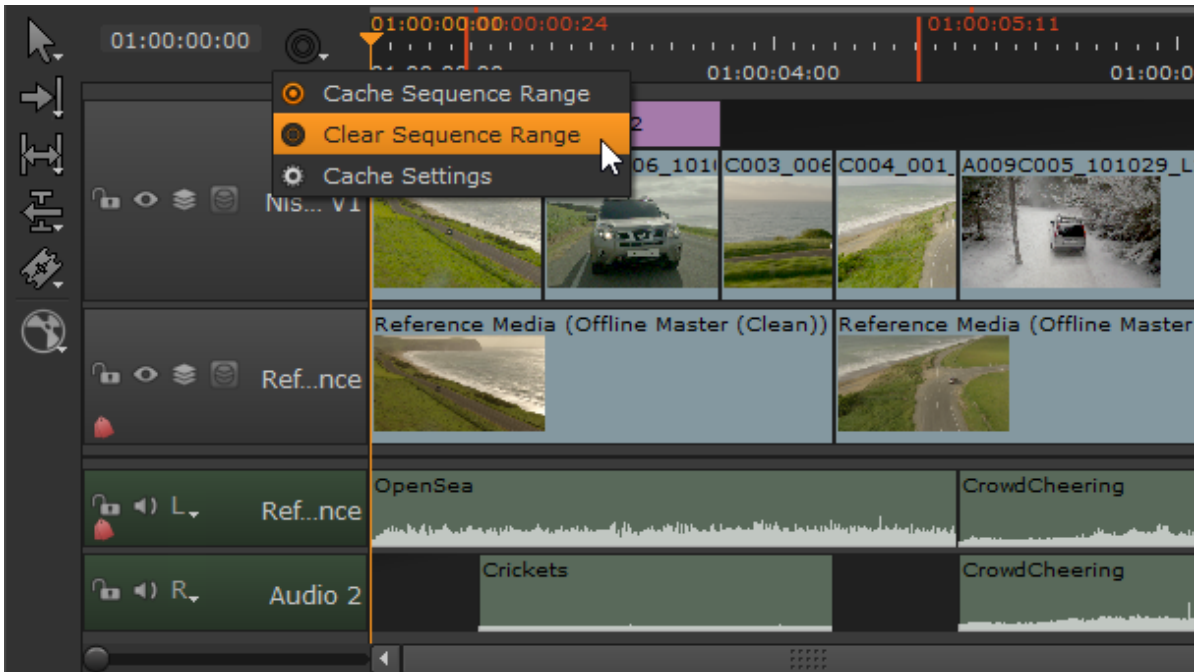 01:00:00:00
01:00:00:00
01:00:00:24
01:00:05:11
01:00:04:00
01:00:0
Cache Sequence Range
Clear Sequence Range
Cache Settings
2
06_101
C003_006
C004_001_
A009C005_101029_L
Nis... V1
Reference Media (Offline Master (Clean))
Reference Media (Offline Master
Ref...nce
OpenSea
CrowdCheering
L
Ref...nce
Crickets
CrowdCheering
R
Audio 2